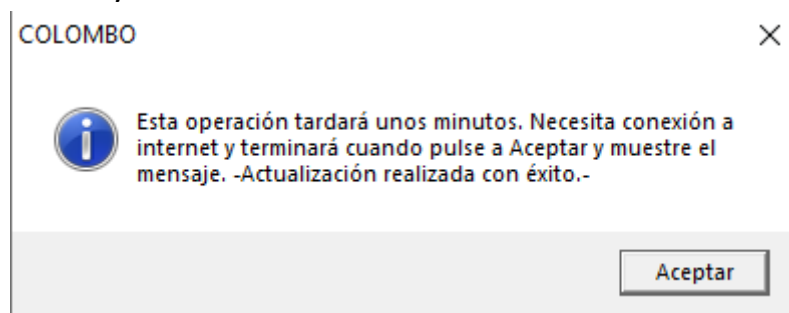 COLOMBO
Esta operación tardará unos minutos. Necesita conexión a
internet y terminará cuando pulse a Aceptar y muestre el
mensaje. -Actualización realizada con éxito.-
Aceptar